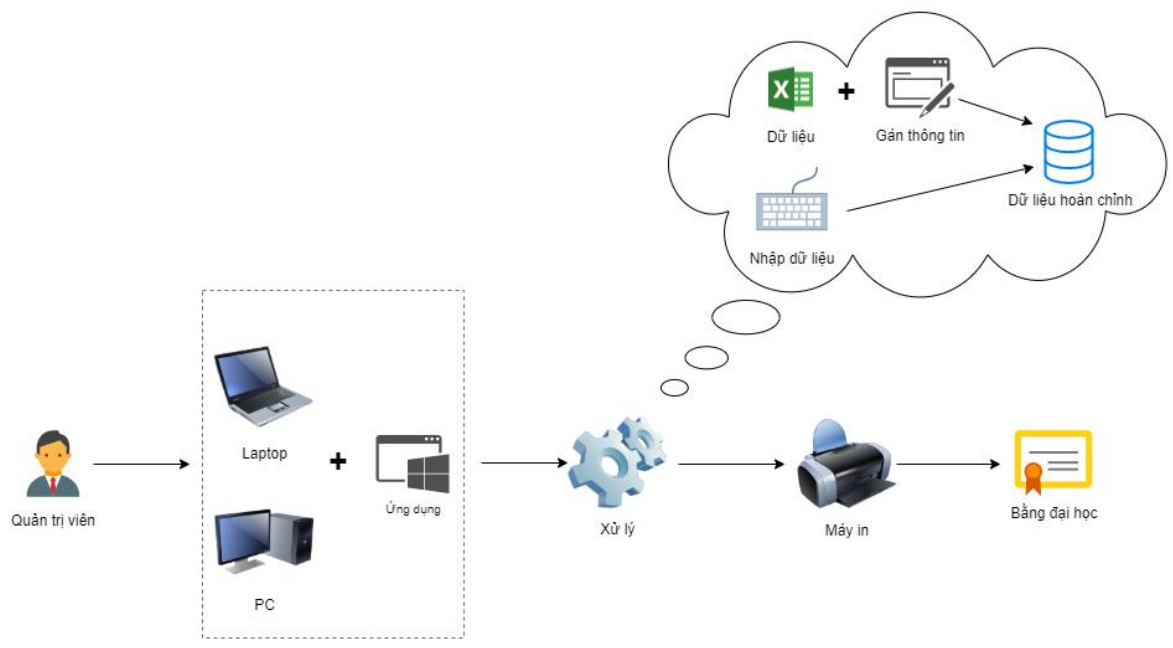 Dữ liệu
Gán thông tin
Dữ liệu hoàn chỉnh
Nhập dữ liệu
Laptop
Ứng dụng
PC
Quản trị viên
Xử lý
Máy in
Bằng đại học